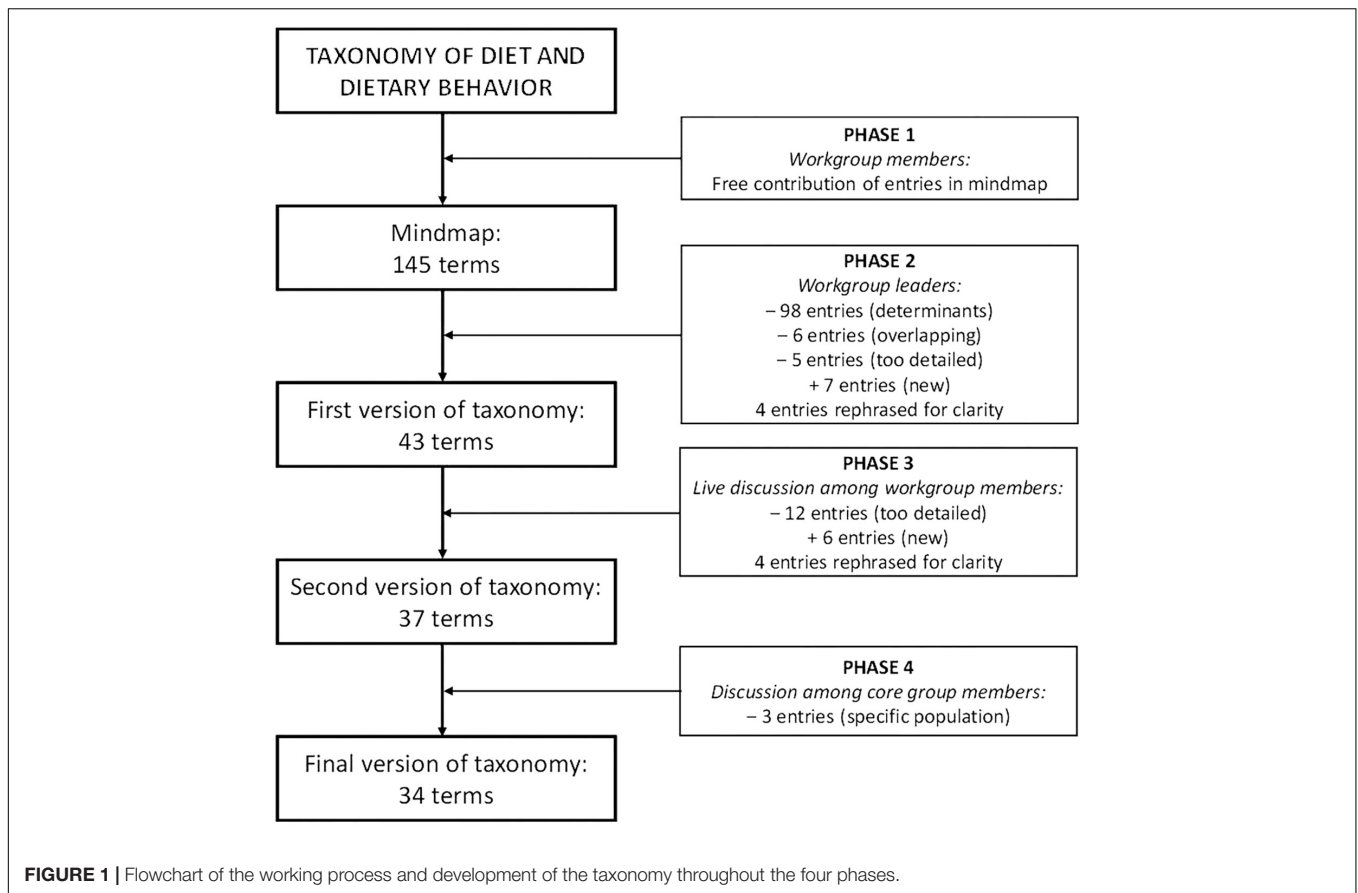 TAXONOMY OF DIET AND
DIETARY BEHAVIOR
PHASE 1
Workgroup members:
Free contribution of entries in mindmap
Mindmap:
145 terms
PHASE 2
Workgroup leaders:
– 98 entries (determinants)
– 6 entries (overlapping)
– 5 entries (too detailed)
+ 7 entries (new)
4 entries rephrased for clarity
First version of taxonomy:
43 terms
PHASE 3
Live discussion among workgroup members:
– 12 entries (too detailed)
+ 6 entries (new)
4 entries rephrased for clarity
Second version of taxonomy:
37 terms
PHASE 4
Discussion among core group members:
– 3 entries (specific population)
Final version of taxonomy:
34 terms
FIGURE 1 | Flowchart of the working process and development of the taxonomy throughout the four phases.